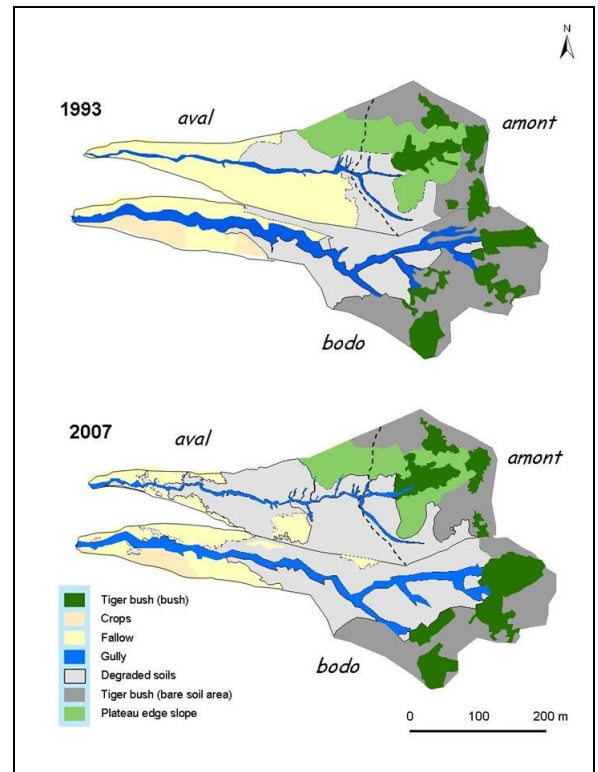 N
1993
aval
amont
bodo
2007
aval
amont
bodo
Tiger bush (bush)
Crops
Fallow
Gully
Degraded soils
Tiger bush (bare soil area)
Plateau edge slope
0 100 200 m